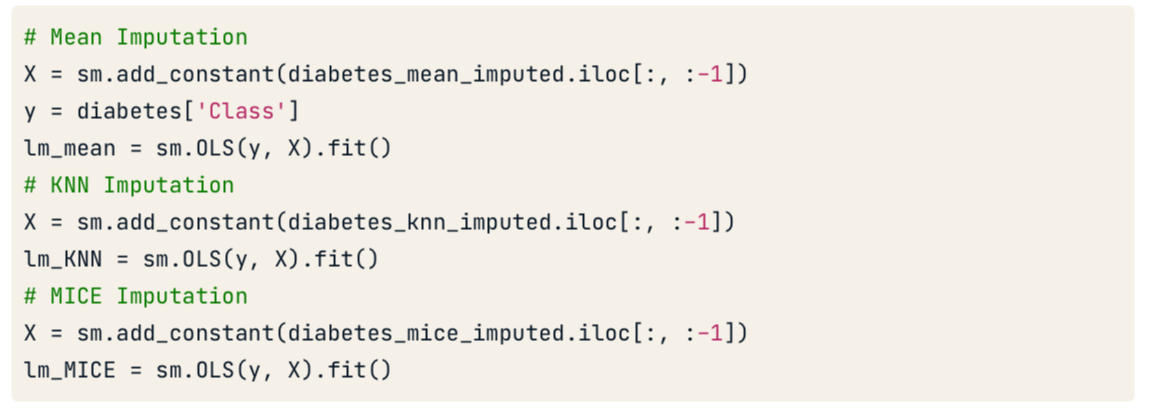 # Mean Imputation
X = sm.add_constant(diabetes_mean_imputed.iloc[:, :-1])
y = diabetes['Class']
lm_mean = sm.OLS(y, X).fit()
# KNN Imputation
X = sm.add_constant(diabetes_knn_imputed.iloc[:, :-1])
lm_KNN = sm.OLS(y, X).fit()
# MICE Imputation
X = sm.add_constant(diabetes_mice_imputed.iloc[:, :-1])
lm_MICE = sm.OLS(y, X).fit()